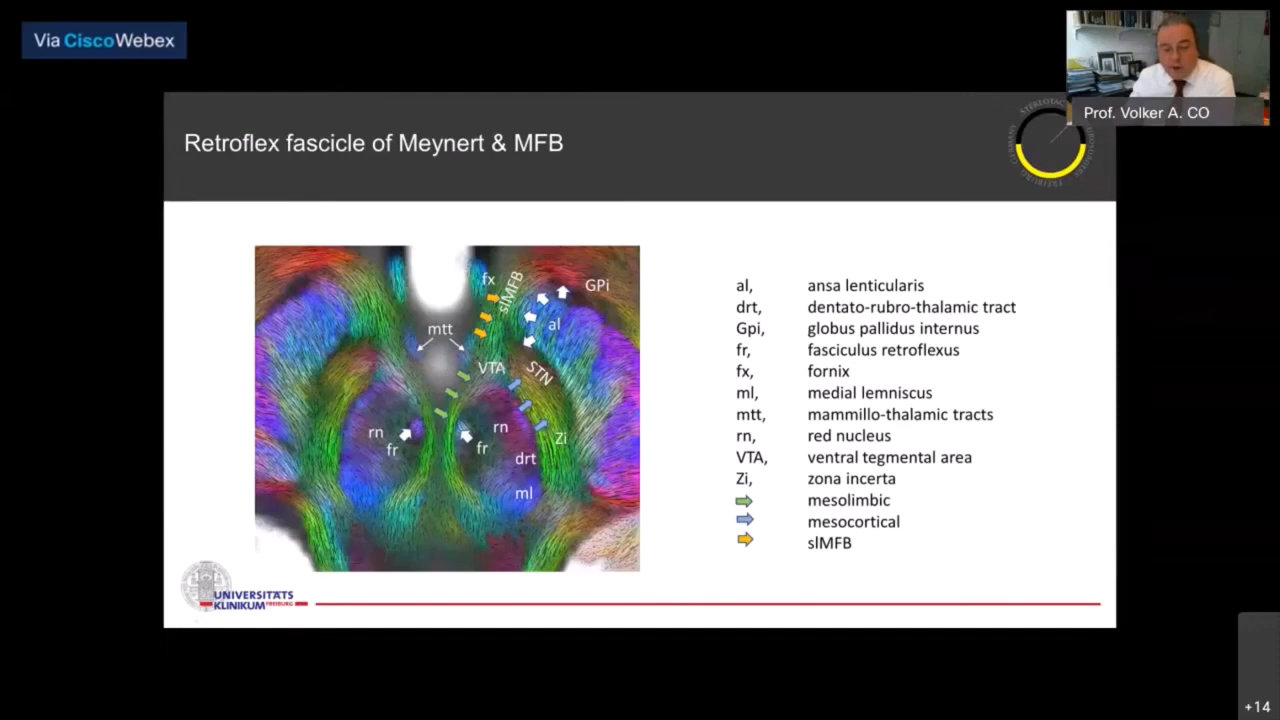 Via Cisco Webex
Prof. Volker A. CO
Retroflex fascicle of Meynert & MFB
fx
slMFB
GPi
mtt
al
VTA
STN
rn
fr
fr
rn
Zi
drt
ml
al, ansa lenticularis
drt, dentato-rubro-thalamic tract
Gpi, globus pallidus internus
fr, fasciculus retroflexus
fx, fornix
ml, medial lemniscus
mtt, mammillo-thalamic tracts
rn, red nucleus
VTA, ventral tegmental area
Zi, zona incerta
mesolimbic
mesocortical
slMFB
UNIVERSITÄTS
KLINIKUM FREIBURG
+14